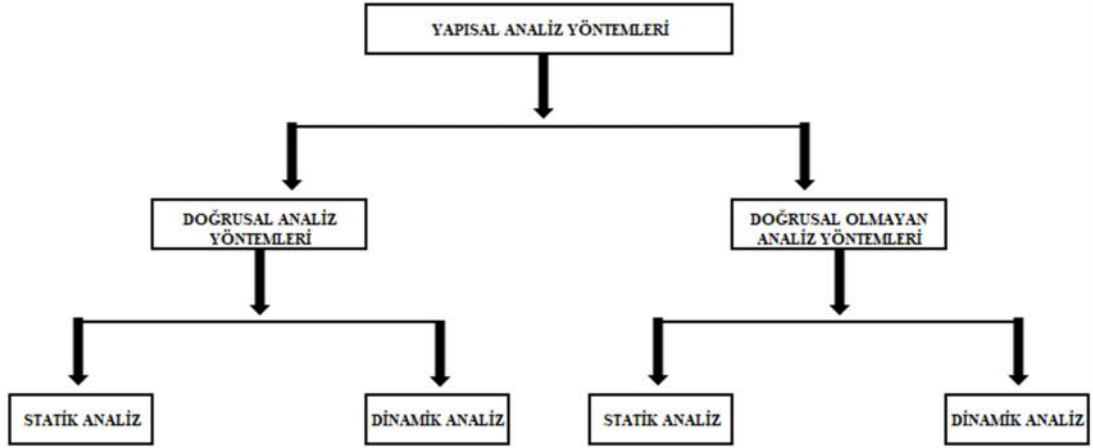 YAPISAL ANALİZ YÖNTEMLERİ
DOĞRUSAL ANALİZ
YÖNTEMLERİ
DOĞRUSAL OLMAYAN
ANALİZ YÖNTEMLERİ
STATİK ANALİZ
DİNAMİK ANALİZ
STATİK ANALİZ
DİNAMİK ANALİZ